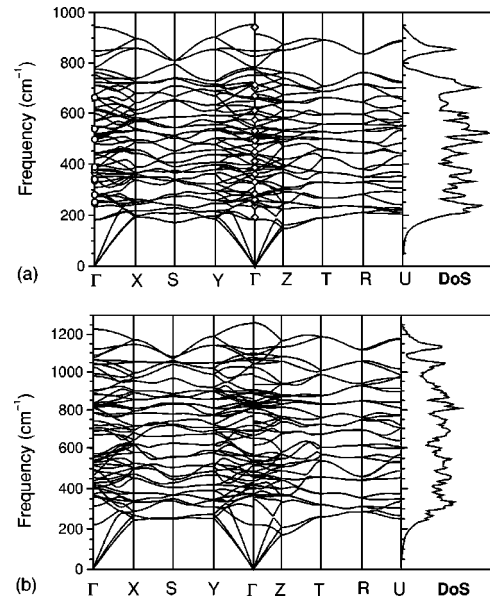 1000
800
600
400
200
0
Frequency (cm⁻¹)
(a)
Γ X S Y Γ Z T R U DoS
1200
1000
800
600
400
200
0
Frequency (cm⁻¹)
(b)
Γ X S Y Γ Z T R U DoS